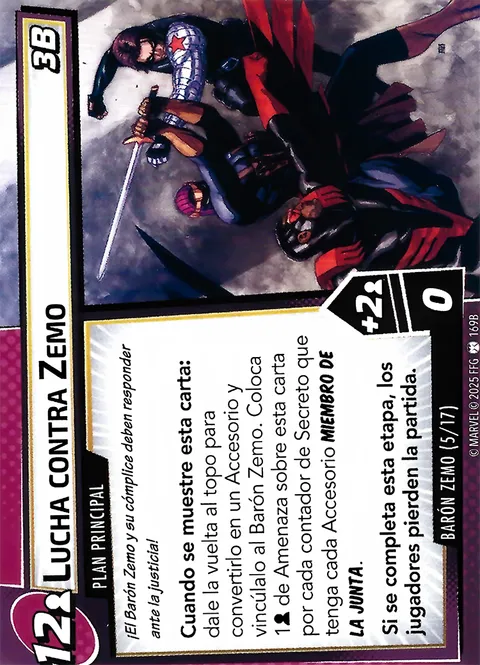 12
LUCHA CONTRA ZEMO
3B
PLAN PRINCIPAL
¡El Barón Zemo y su cómplice deben responder
ante la justicia!
Cuando se muestre esta carta:
dale la vuelta al topo para
convertirlo en un Accesorio y
vincúlalo al Barón Zemo. Coloca
1 de Amenaza sobre esta carta
por cada contador de Secreto que
tenga cada Accesorio MIEMBRO DE
LA JUNTA.
Si se completa esta etapa, los
jugadores pierden la partida.
+2
0
BARÓN ZEMO (5/17)
© MARVEL © 2025 FFG 169B